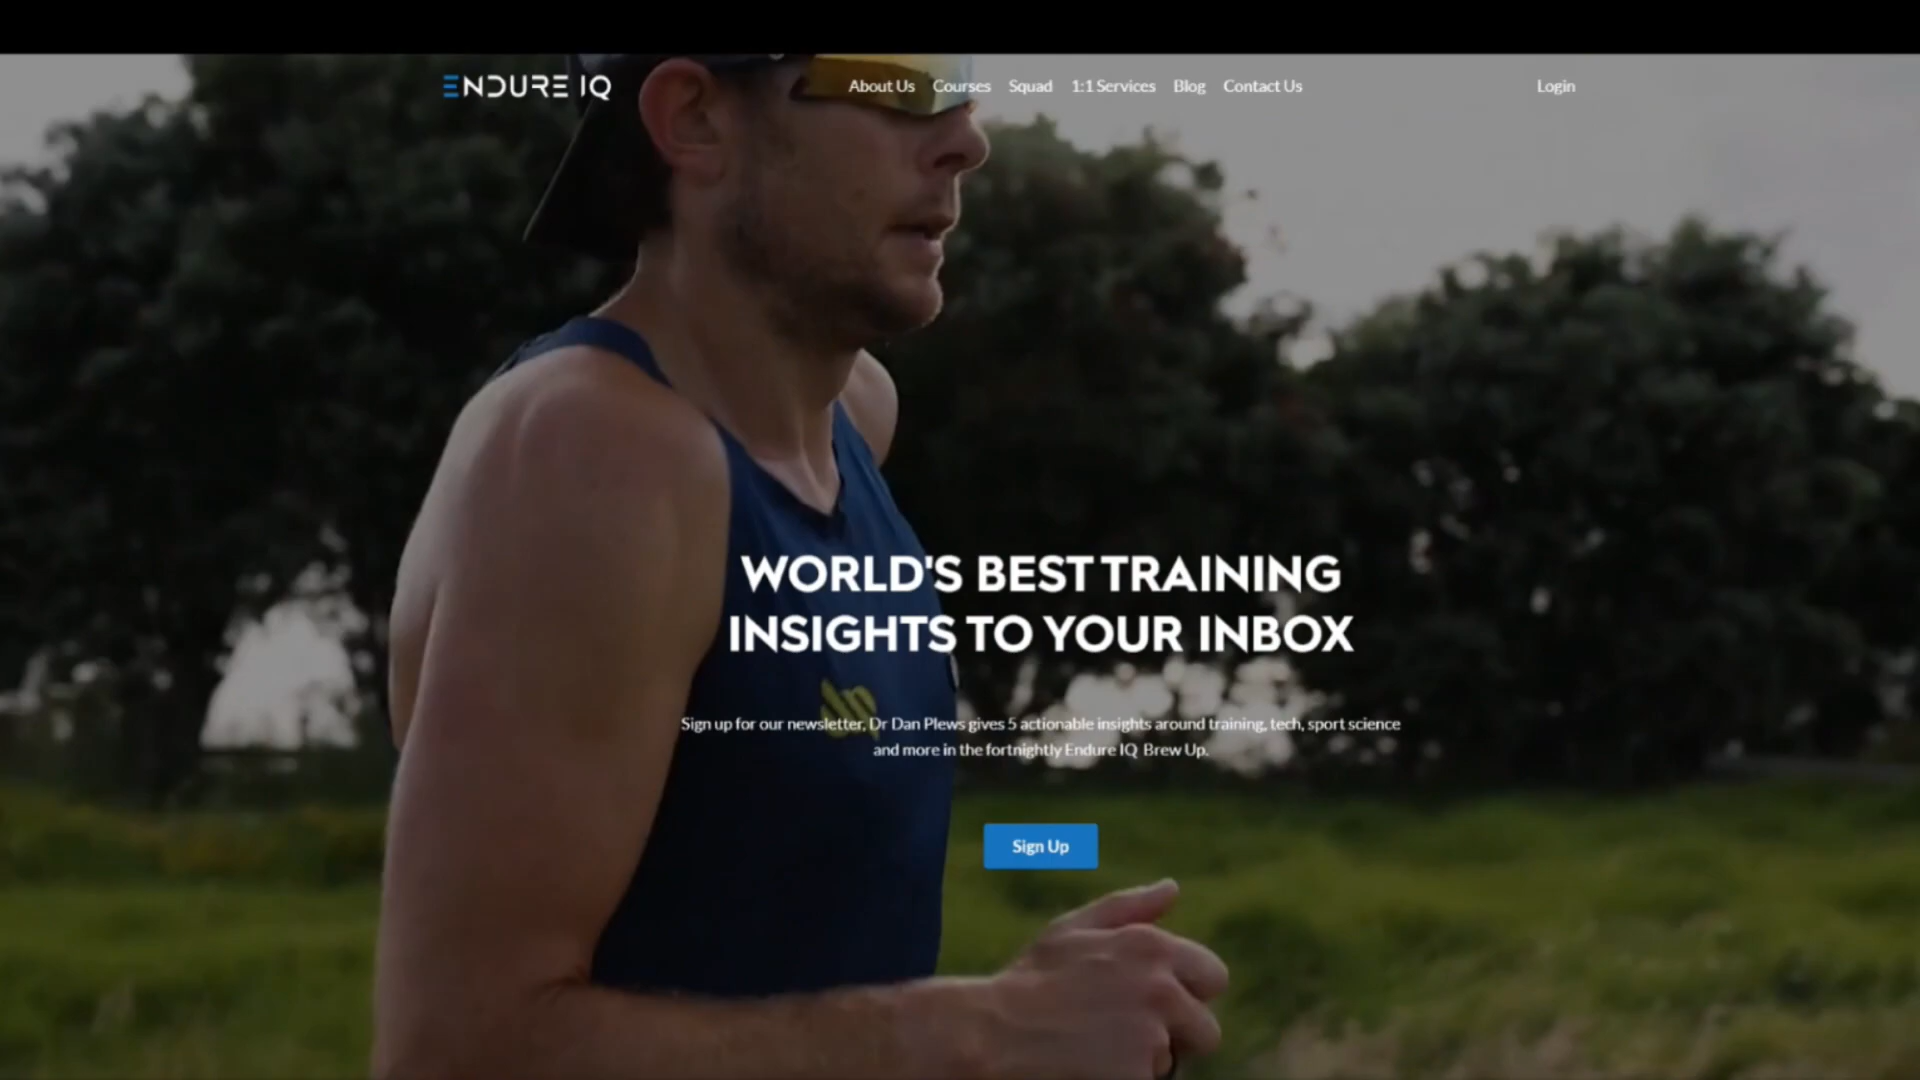 ENDURE IQ
About Us Courses Squad 1:1 Services Blog Contact Us
Login
WORLD'S BEST TRAINING
INSIGHTS TO YOUR INBOX
Sign up for our newsletter, Dr Dan Plews gives 5 actionable insights around training, tech, sport science
and more in the fortnightly Endure IQ Brew Up.
Sign Up